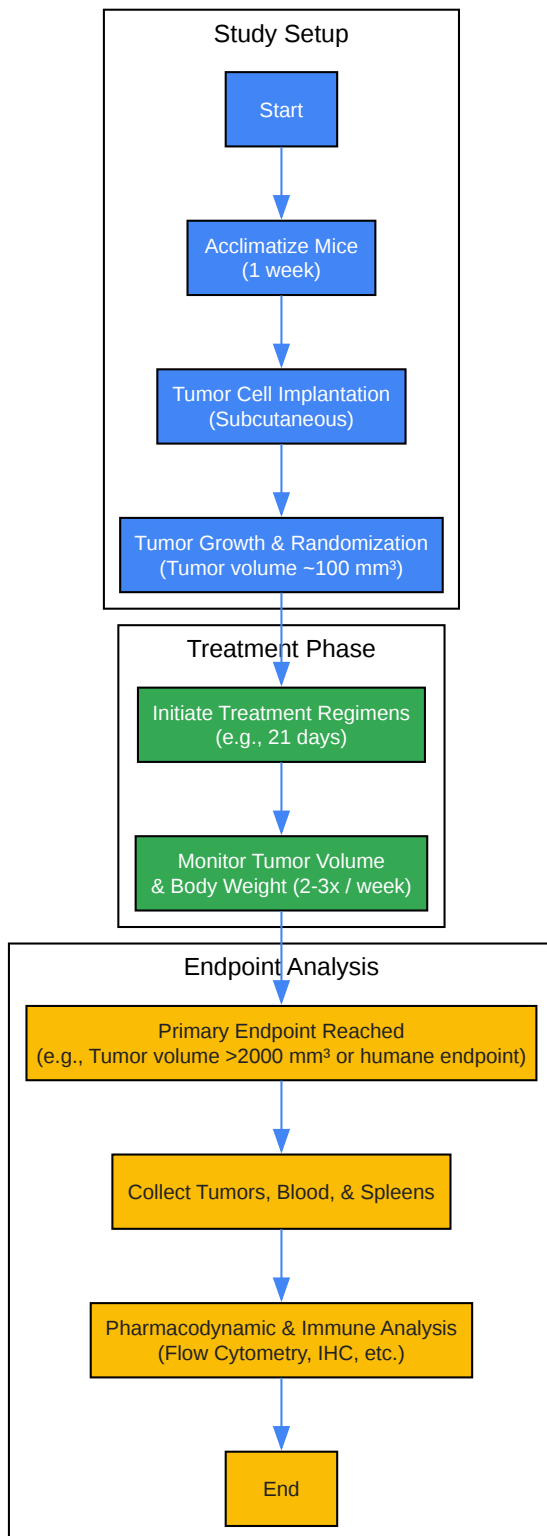 Study Setup
Start
Acclimatize Mice
(1 week)
Tumor Cell Implantation
(Subcutaneous)
Tumor Growth & Randomization
(Tumor volume ~100 mm³)
Treatment Phase
Initiate Treatment Regimens
(e.g., 21 days)
Monitor Tumor Volume
& Body Weight (2-3x / week)
Endpoint Analysis
Primary Endpoint Reached
(e.g., Tumor volume >2000 mm³ or humane endpoint)
Collect Tumors, Blood, & Spleens
Pharmacodynamic & Immune Analysis
(Flow Cytometry, IHC, etc.)
End